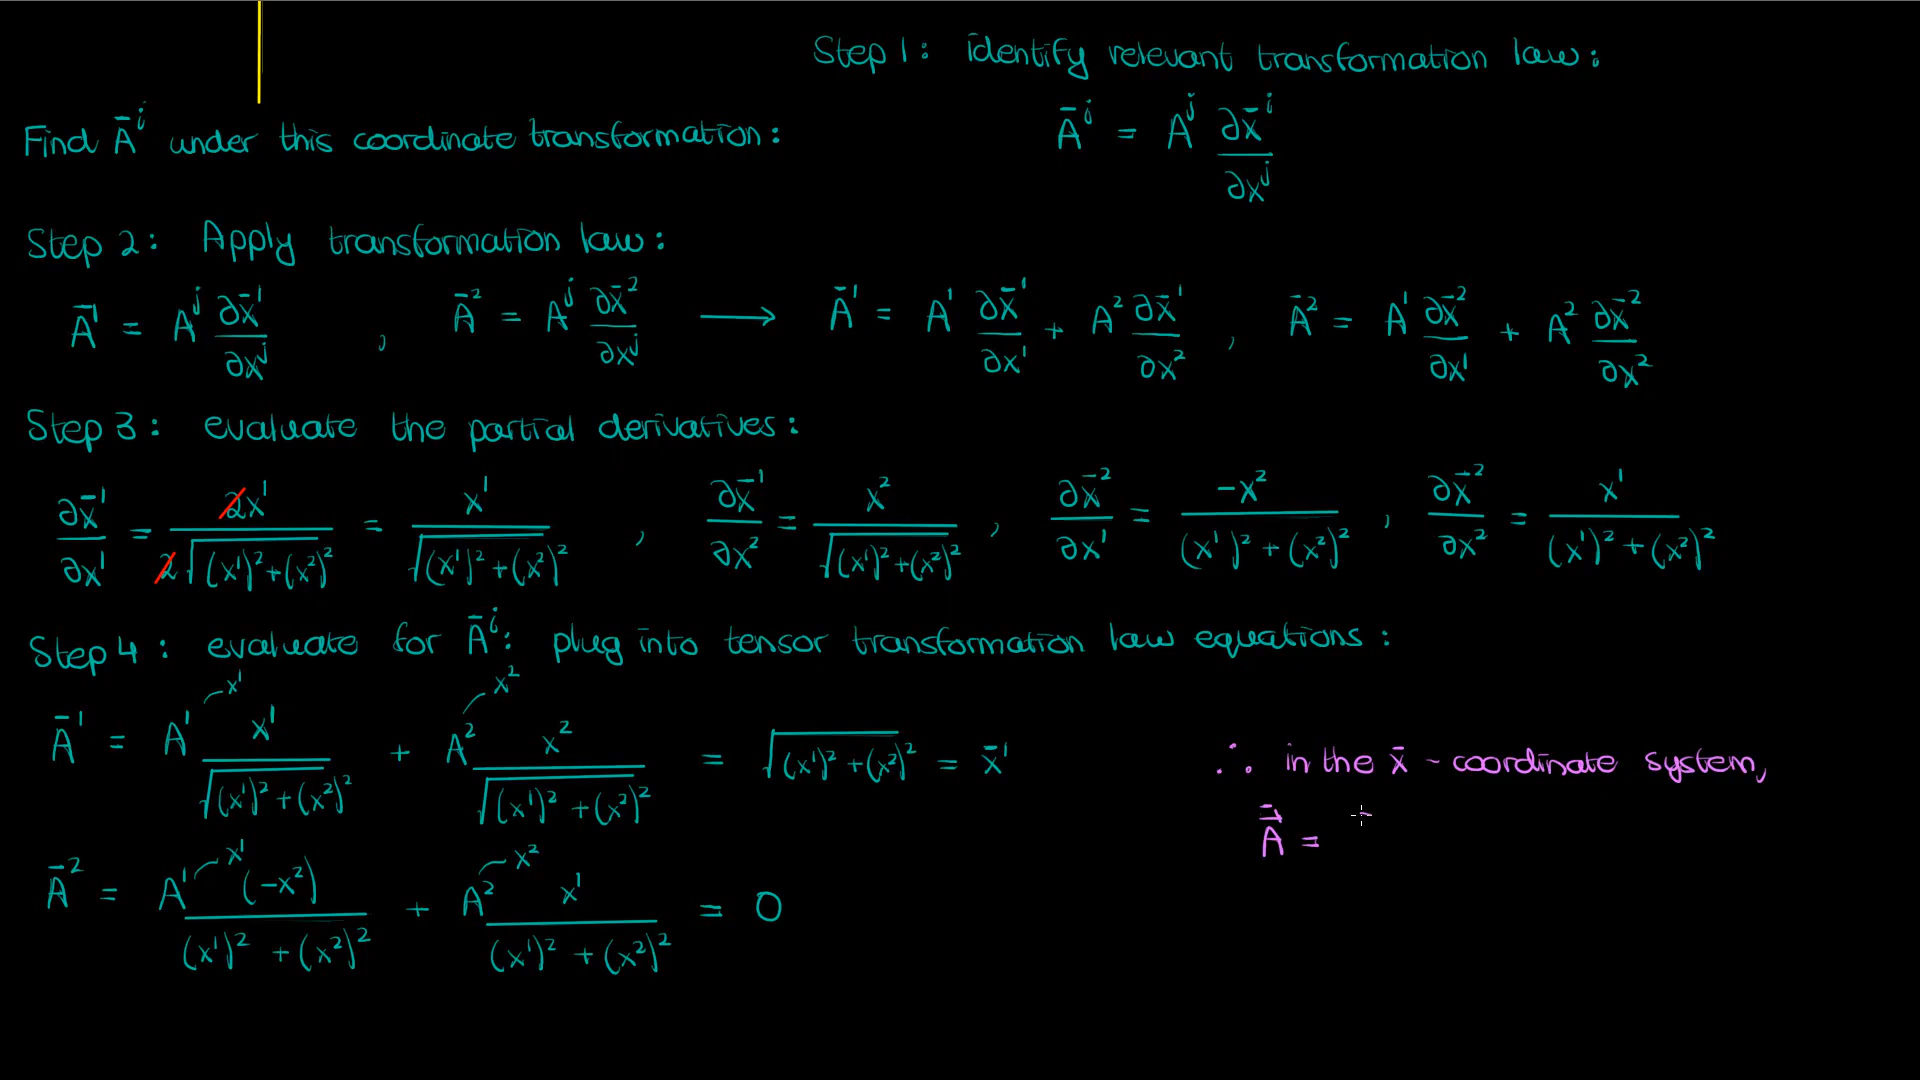 Step 1: identify relevant transformation law:
Find Ā^i under this coordinate transformation:
Ā^i = A^j ∂x̄^i/∂x^j
Step 2: Apply transformation law:
Ā^1 = A^j ∂x̄^1/∂x^j , Ā^2 = A^j ∂x̄^2/∂x^j ⟶ Ā^1 = A^1 ∂x̄^1/∂x^1 + A^2 ∂x̄^1/∂x^2 , Ā^2 = A^1 ∂x̄^2/∂x^1 + A^2 ∂x̄^2/∂x^2
Step 3: evaluate the partial derivatives:
∂x̄^1/∂x^1 = 2x^1/2√((x^1)^2+(x^2)^2) = x^1/√((x^1)^2+(x^2)^2) , ∂x̄^1/∂x^2 = x^2/√((x^1)^2+(x^2)^2) , ∂x̄^2/∂x^1 = -x^2/((x^1)^2+(x^2)^2) , ∂x̄^2/∂x^2 = x^1/((x^1)^2+(x^2)^2)
Step 4: evaluate for Ā^i: plug into tensor transformation law equations:
x^1 x^2
Ā^1 = A^1 x^1/√((x^1)^2+(x^2)^2) + A^2 x^2/√((x^1)^2+(x^2)^2) = √((x^1)^2+(x^2)^2) = x̄^1
∴ in the x̄ - coordinate system,
A⃗ =
x^1 x^2
Ā^2 = A^1 (-x^2)/((x^1)^2+(x^2)^2) + A^2 x^1/((x^1)^2+(x^2)^2) = 0